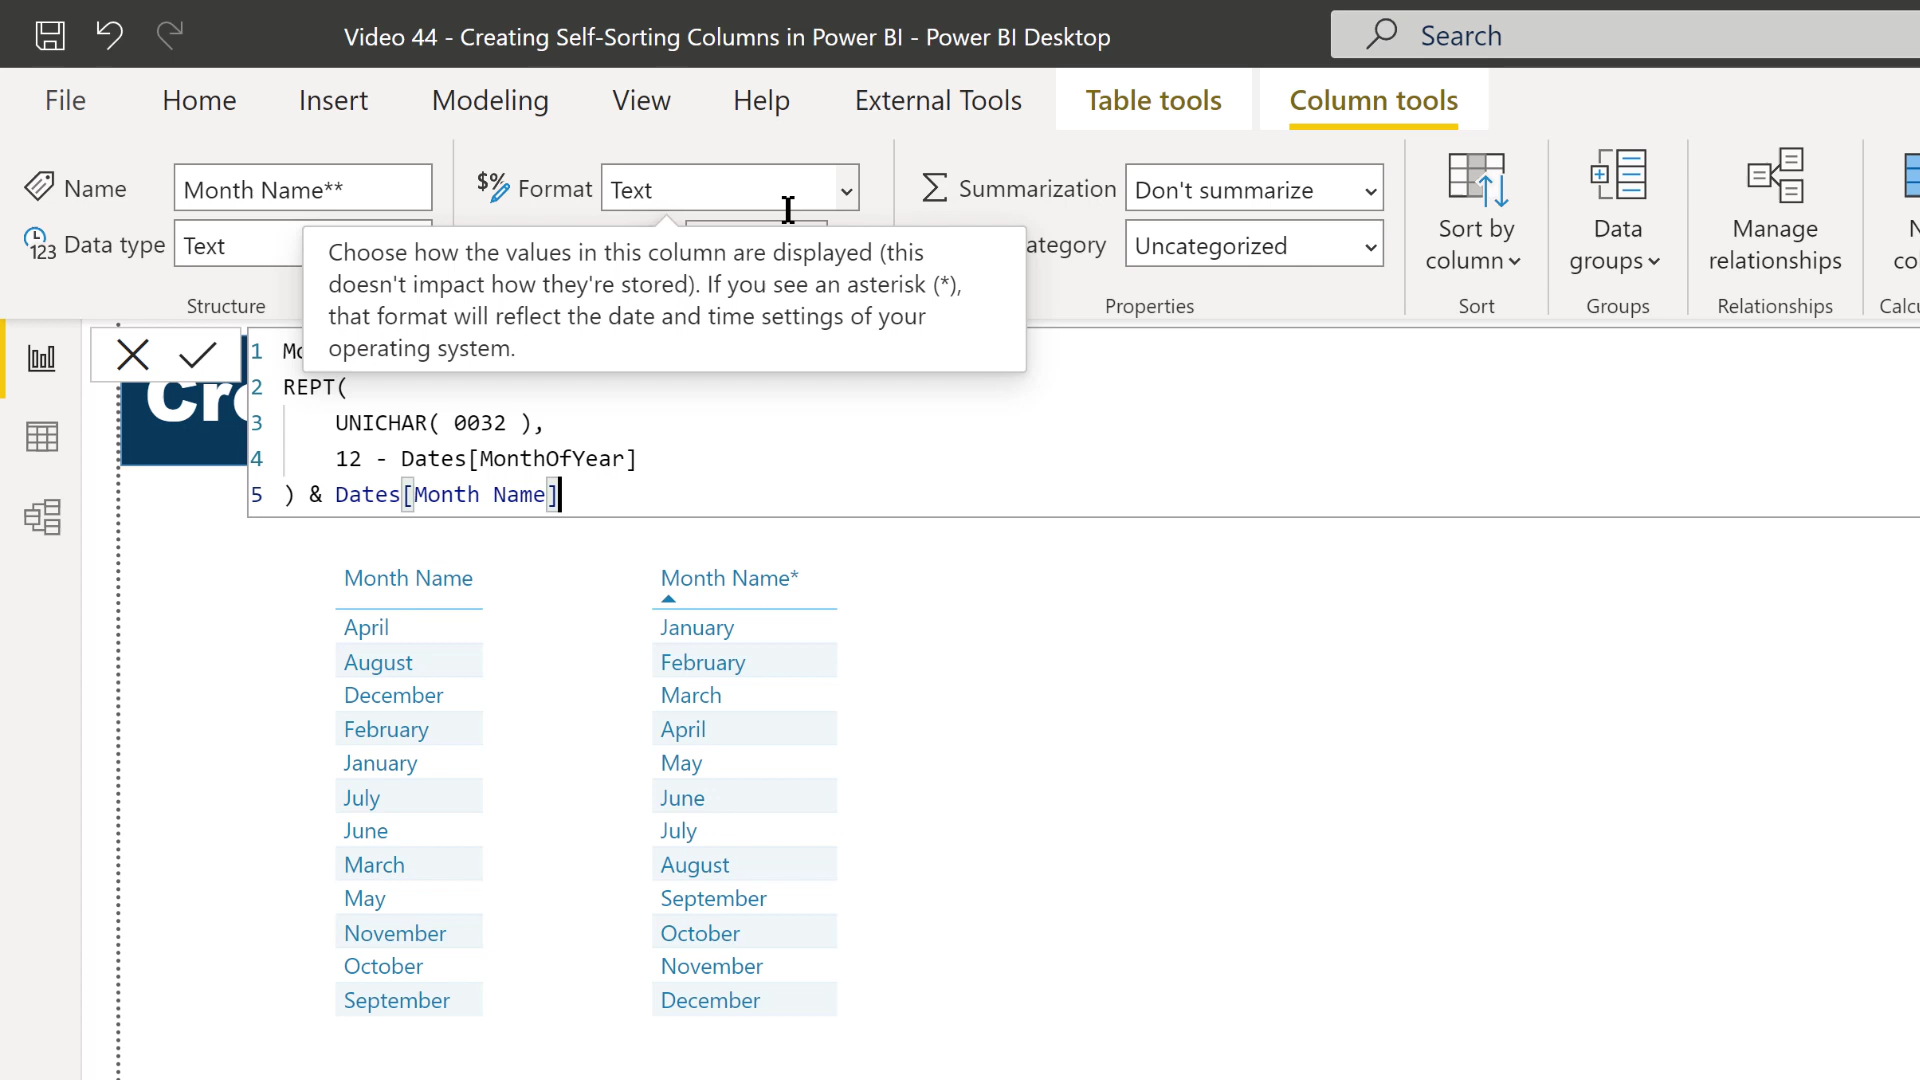 Video 44 - Creating Self-Sorting Columns in Power BI - Power BI Desktop
Search
File Home Insert Modeling View Help External Tools Table tools Column tools
Name Month Name**
$% Format Text
Summarization Don't summarize
123 Data type Text
ategory Uncategorized
Sort by
column
Data
groups
Manage
relationships
N
co
Structure
Properties
Sort
Groups
Relationships
Calcu
Choose how the values in this column are displayed (this
doesn't impact how they're stored). If you see an asterisk (*),
that format will reflect the date and time settings of your
operating system.
Cre
1 Mo
2 REPT(
3 UNICHAR( 0032 ),
4 12 - Dates[MonthOfYear]
5 ) & Dates[Month Name]
Month Name
April
August
December
February
January
July
June
March
May
November
October
September
Month Name*
January
February
March
April
May
June
July
August
September
October
November
December